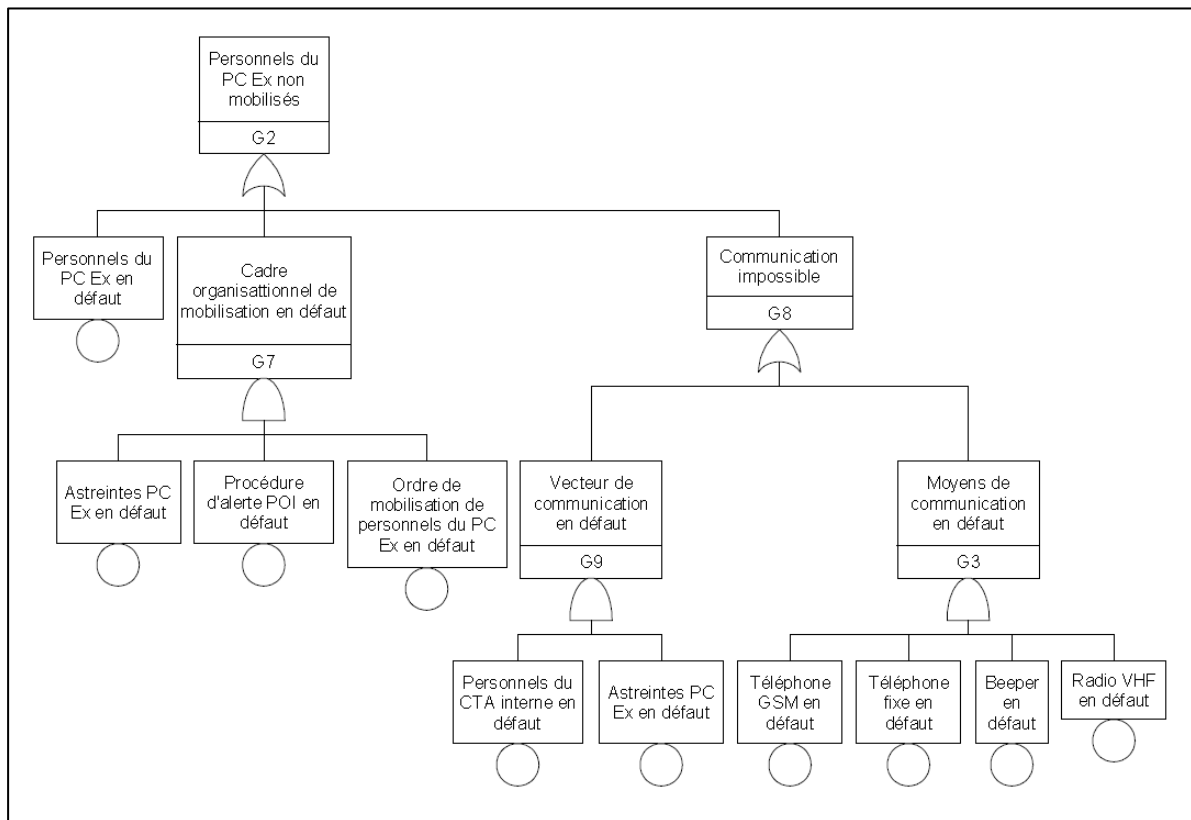 Personnels du
PC Ex non
mobilisés
G2
Personnels du
PC Ex en
défaut
Cadre
organisattionnel de
mobilisation en défaut
G7
Communication
impossible
G8
Astreintes PC
Ex en défaut
Procédure
d'alerte POI en
défaut
Ordre de
mobilisation de
personnels du PC
Ex en défaut
Vecteur de
communication
en défaut
G9
Moyens de
communication
en défaut
G3
Personnels du
CTA interne en
défaut
Astreintes PC
Ex en défaut
Téléphone
GSM en
défaut
Téléphone
fixe en
défaut
Beeper
en
défaut
Radio VHF
en défaut